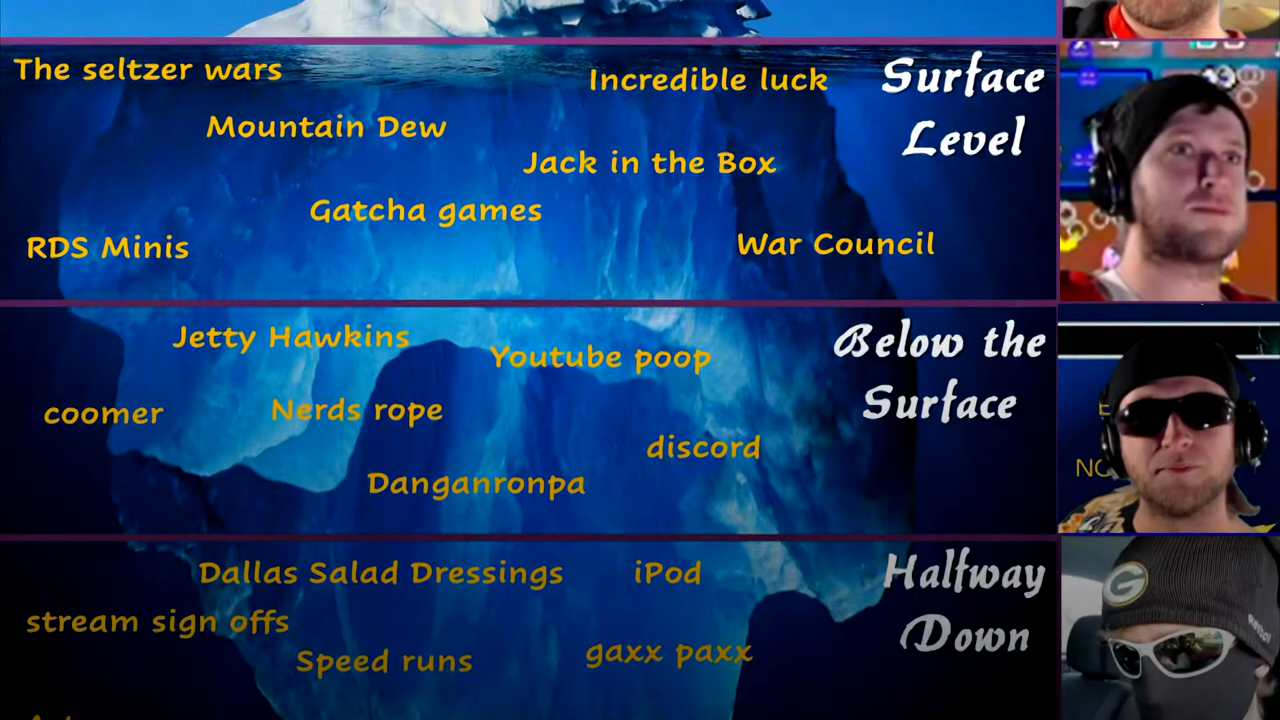 The seltzer wars
Incredible luck
Surface
Level
Mountain Dew
Jack in the Box
Gatcha games
RDS Minis
War Council
Jetty Hawkins
Youtube poop
Below the
Surface
coomer
Nerds rope
discord
Danganronpa
Dallas Salad Dressings
iPod
Halfway
Down
stream sign offs
Speed runs
gaxx paxx
G